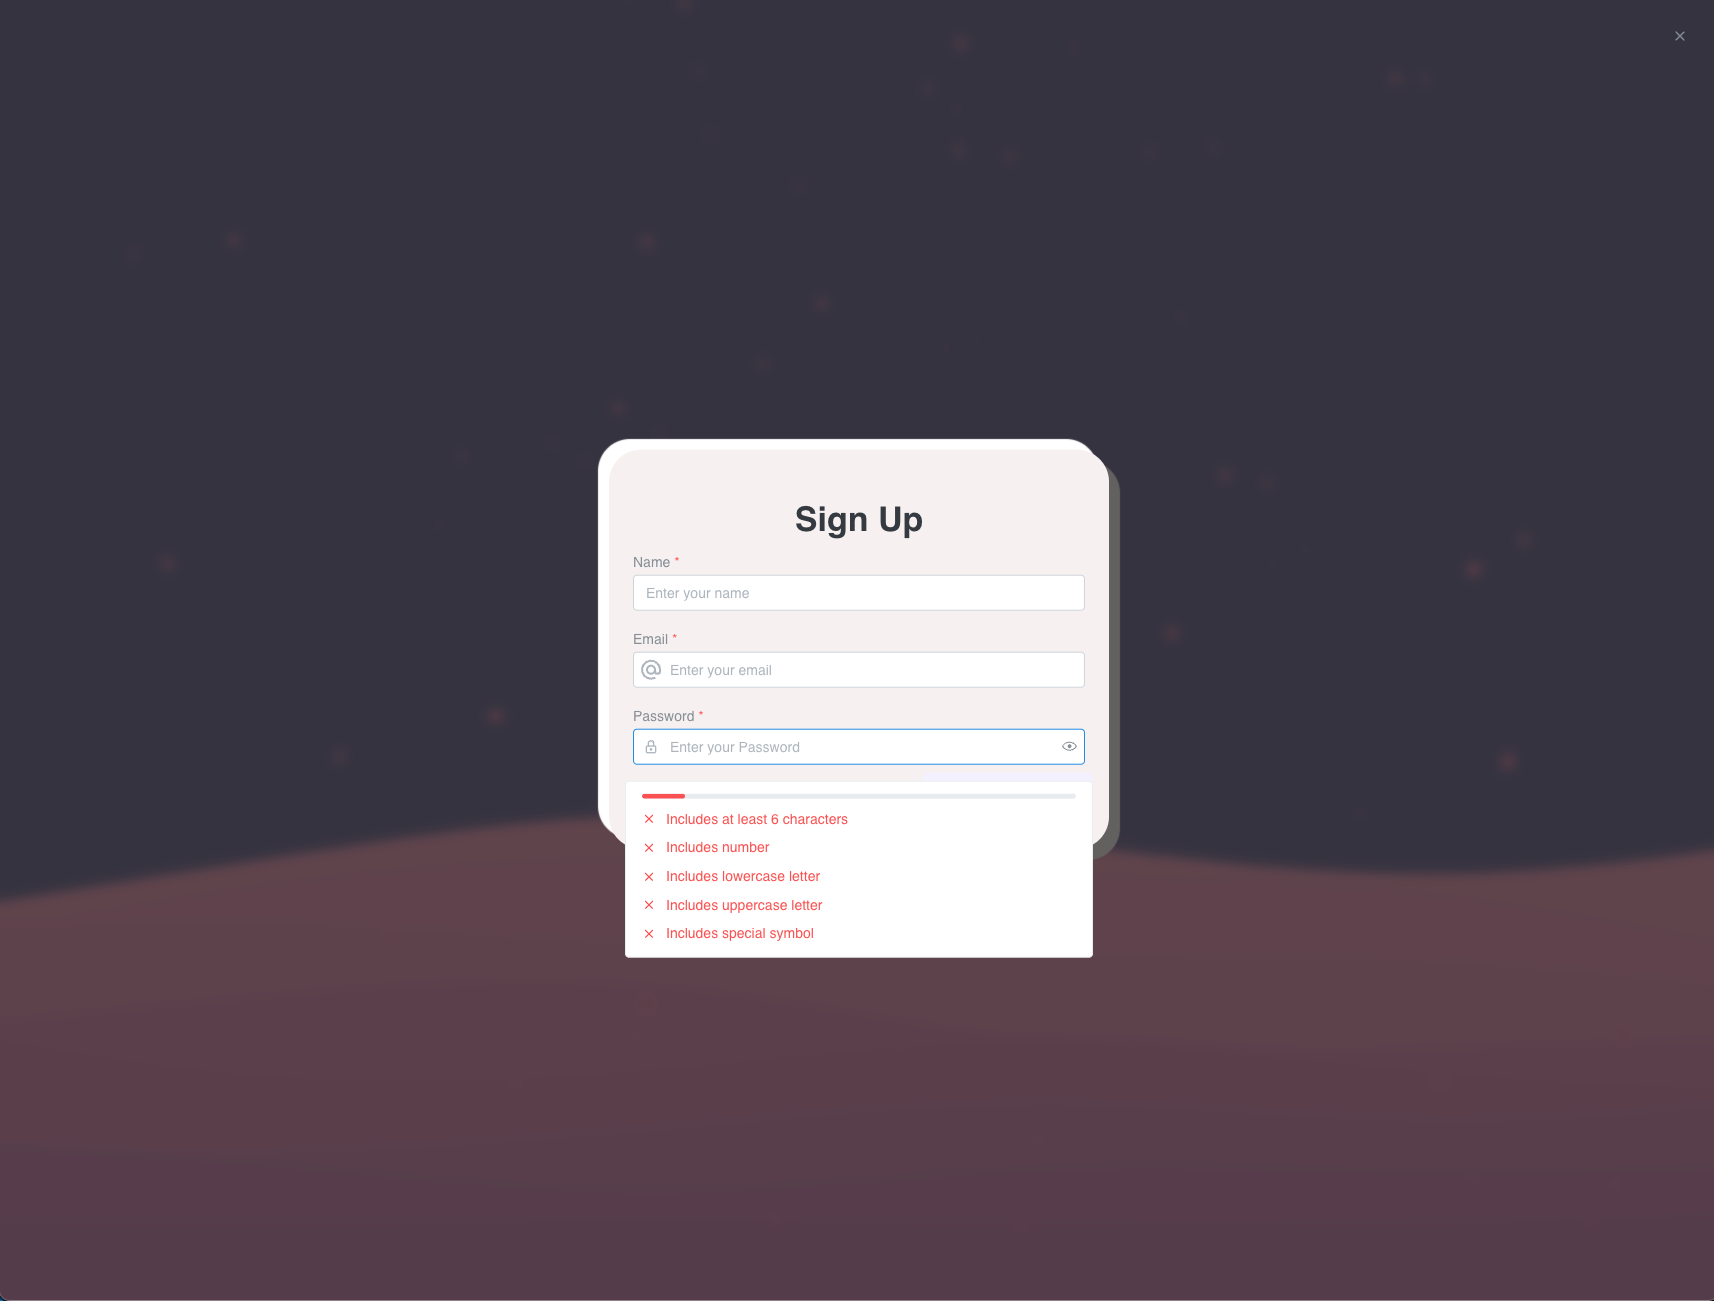 Sign Up
Name *
Enter your name
Email *
Enter your email
Password *
Enter your Password
Includes at least 6 characters
Includes number
Includes lowercase letter
Includes uppercase letter
Includes special symbol